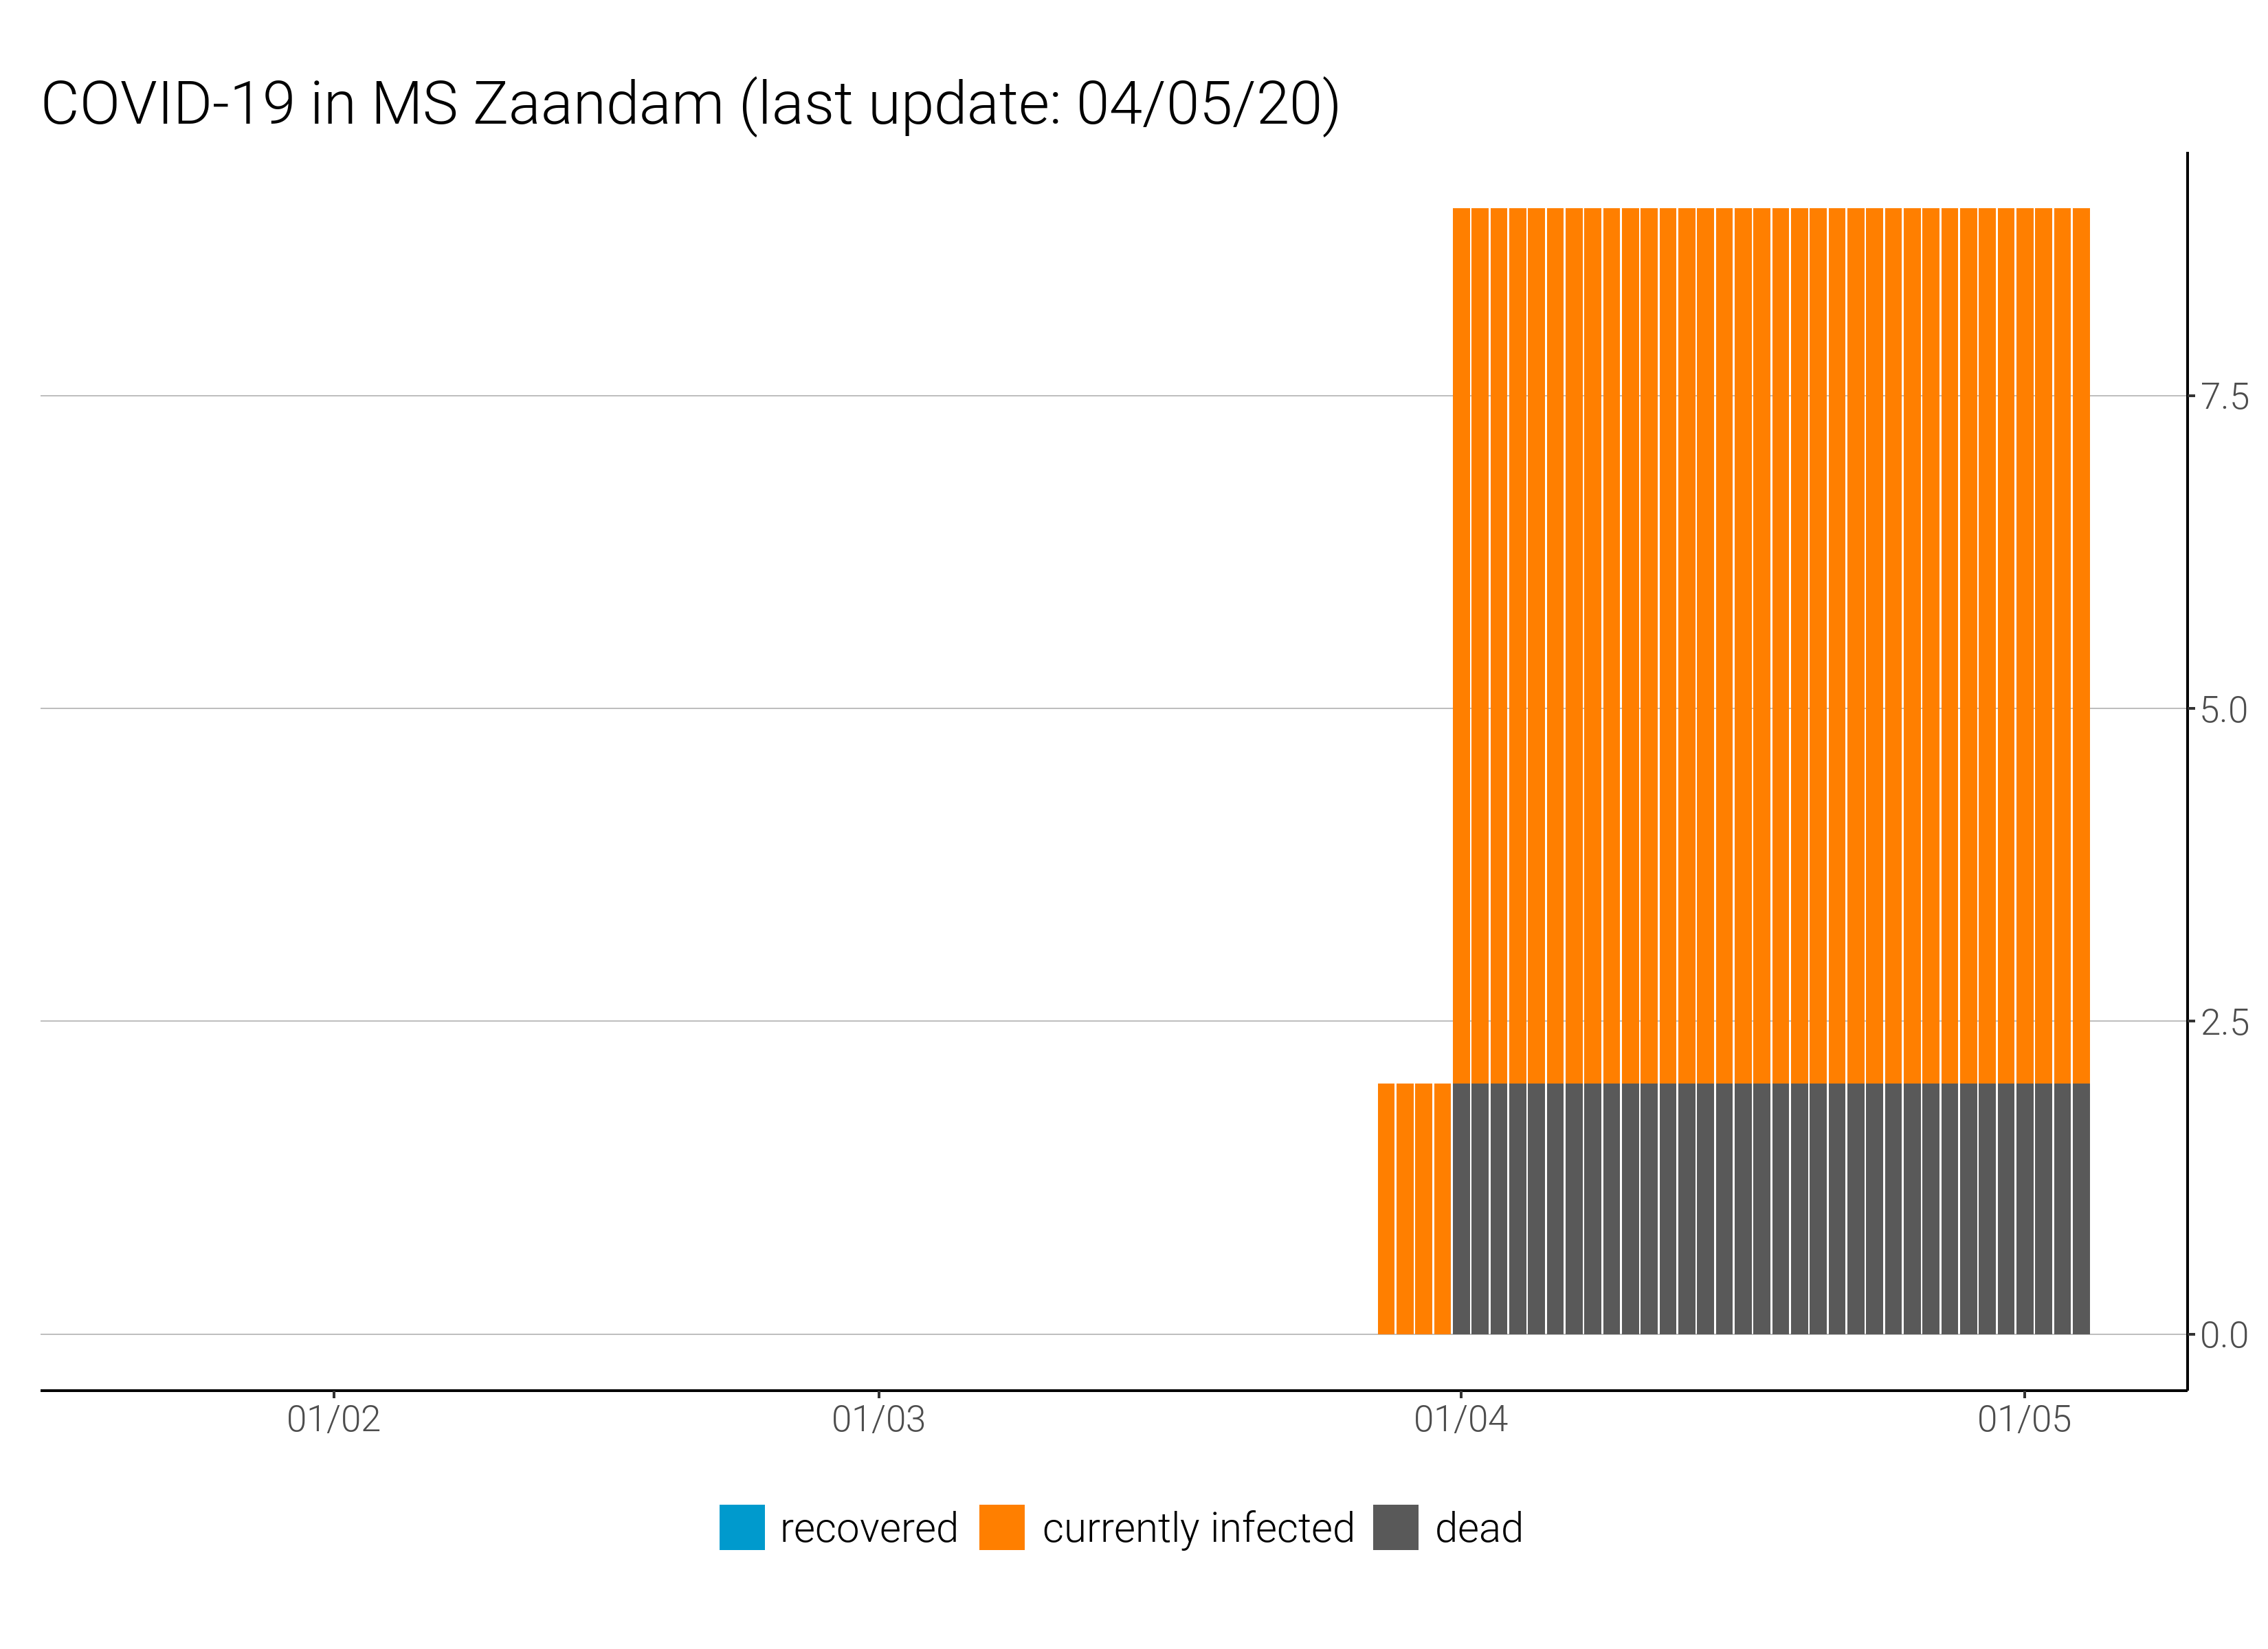 COVID-19 in MS Zaandam (last update: 04/05/20)
7.5
5.0
2.5
0.0
01/02 01/03 01/04 01/05
recovered currently infected dead